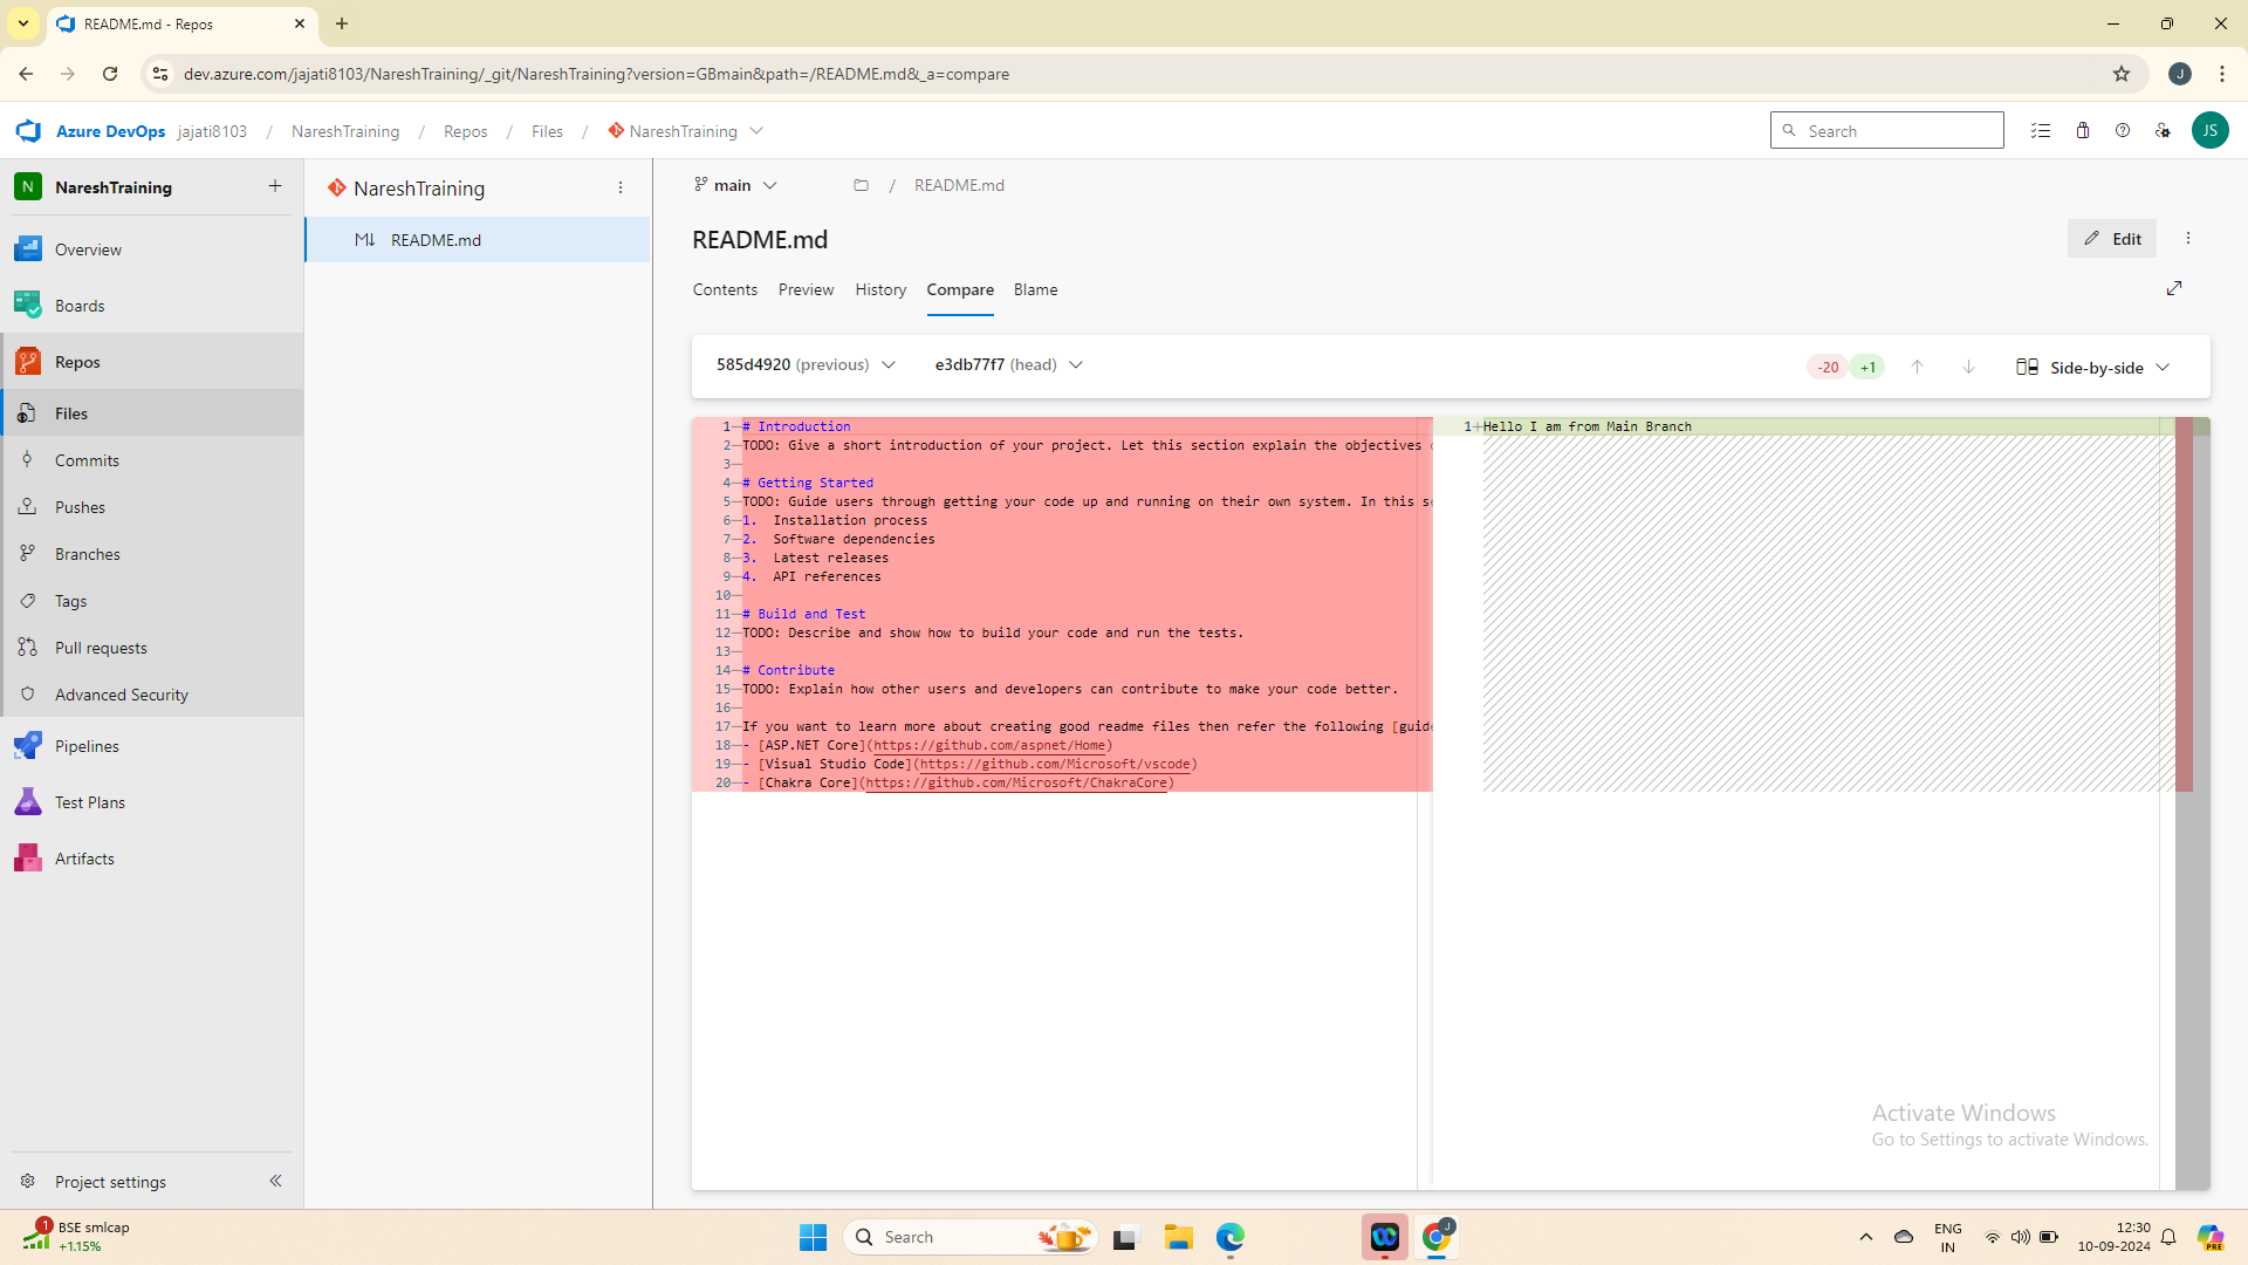 README.md - Repos
dev.azure.com/jajati8103/NareshTraining/_git/NareshTraining?version=GBmain&path=/README.md&_a=compare
J
Azure DevOps jajati8103 / NareshTraining / Repos / Files / NareshTraining
Search
JS
N NareshTraining
Overview
Boards
Repos
Files
Commits
Pushes
Branches
Tags
Pull requests
Advanced Security
Pipelines
Test Plans
Artifacts
Project settings
NareshTraining
M↓ README.md
main / README.md
README.md
Edit
Contents Preview History Compare Blame
585d4920 (previous) e3db77f7 (head)
-20 +1 Side-by-side
1 # Introduction
2 TODO: Give a short introduction of your project. Let this section explain the objectives
3
4 # Getting Started
5 TODO: Guide users through getting your code up and running on their own system. In this
6 1. Installation process
7 2. Software dependencies
8 3. Latest releases
9 4. API references
10
11 # Build and Test
12 TODO: Describe and show how to build your code and run the tests.
13
14 # Contribute
15 TODO: Explain how other users and developers can contribute to make your code better.
16
17 If you want to learn more about creating good readme files then refer the following
18 - [ASP.NET Core](https://github.com/aspnet/Home)
19 - [Visual Studio Code](https://github.com/Microsoft/vscode)
20 - [Chakra Core](https://github.com/Microsoft/ChakraCore)
1+Hello I am from Main Branch
Activate Windows
Go to Settings to activate Windows.
1
BSE smlcap
+1.15%
Search
J
ENG
IN
12:30
10-09-2024
PRE